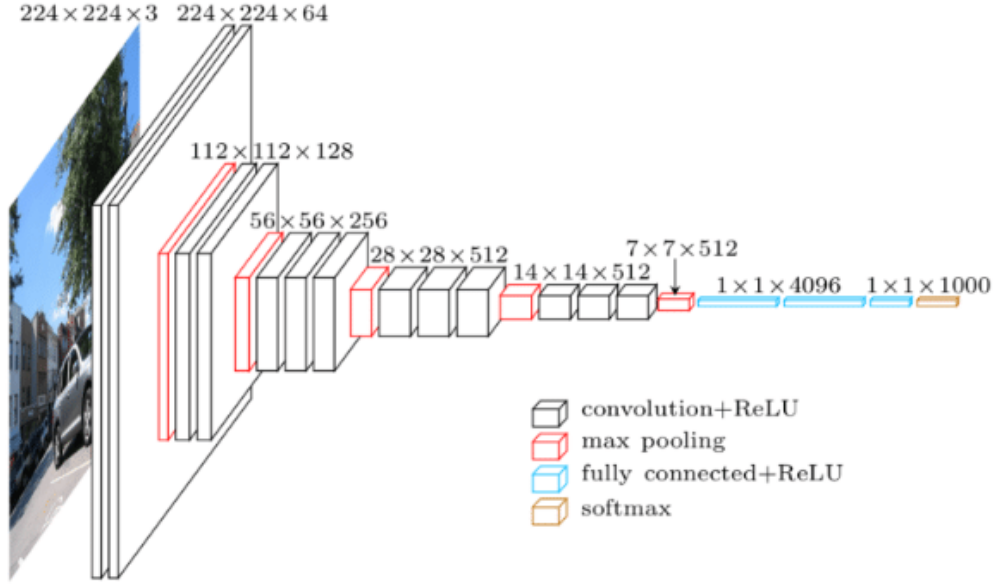 224×224×3
224×224×64
112×112×128
56×56×256
28×28×512
14×14×512
7×7×512
1×1×4096
1×1×1000
convolution+ReLU
max pooling
fully connected+ReLU
softmax